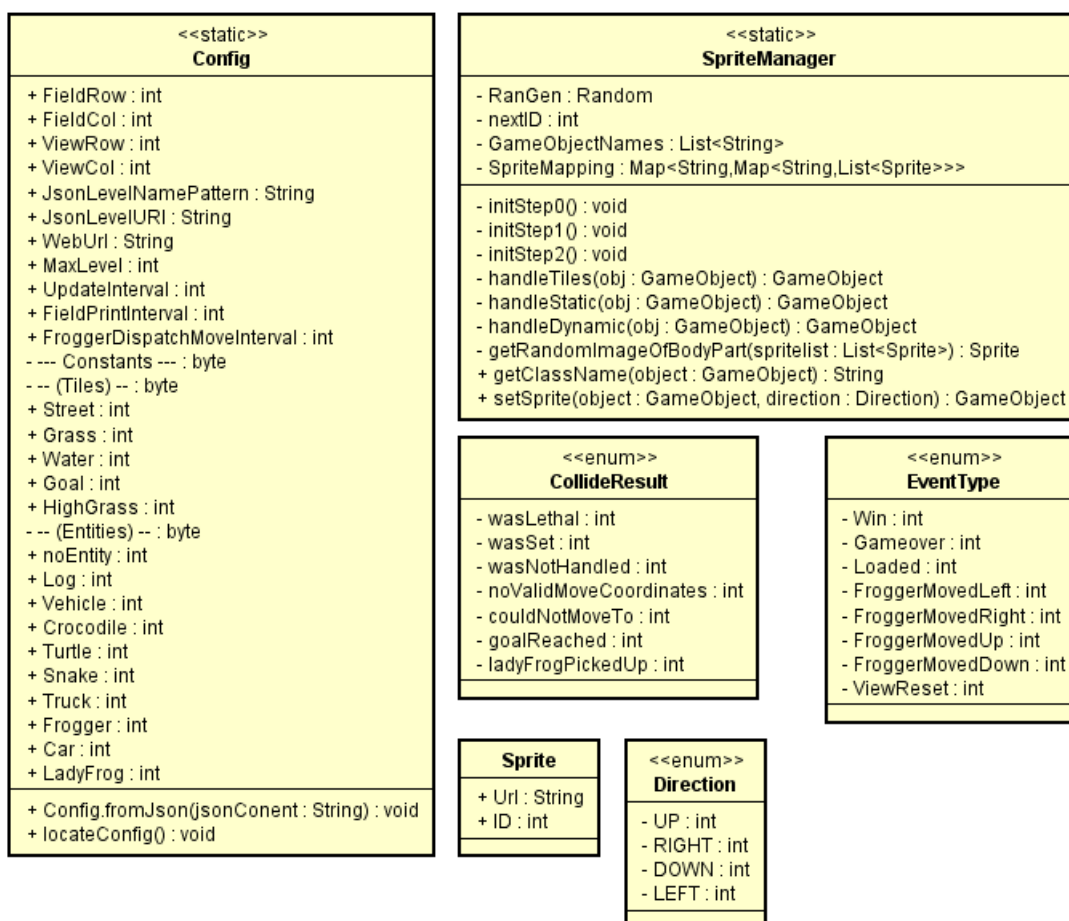 <<static>>
Config
+ FieldRow : int
+ FieldCol : int
+ ViewRow : int
+ ViewCol : int
+ JsonLevelNamePattern : String
+ JsonLevelURI : String
+ WebUrl : String
+ MaxLevel : int
+ UpdateInterval : int
+ FieldPrintInterval : int
+ FroggerDispatchMoveInterval : int
- --- Constants --- : byte
- -- (Tiles) -- : byte
+ Street : int
+ Grass : int
+ Water : int
+ Goal : int
+ HighGrass : int
- -- (Entities) -- : byte
+ noEntity : int
+ Log : int
+ Vehicle : int
+ Crocodile : int
+ Turtle : int
+ Snake : int
+ Truck : int
+ Frogger : int
+ Car : int
+ LadyFrog : int
+ Config.fromJson(jsonConent : String) : void
+ locateConfig() : void
<<static>>
SpriteManager
- RanGen : Random
- nextID : int
- GameObjectNames : List<String>
- SpriteMapping : Map<String,Map<String,List<Sprite>>>
- initStep0() : void
- initStep1() : void
- initStep2() : void
- handleTiles(obj : GameObject) : GameObject
- handleStatic(obj : GameObject) : GameObject
- handleDynamic(obj : GameObject) : GameObject
- getRandomImageOfBodyPart(spritelist : List<Sprite>) : Sprite
+ getClassName(object : GameObject) : String
+ setSprite(object : GameObject, direction : Direction) : GameObject
<<enum>>
CollideResult
- wasLethal : int
- wasSet : int
- wasNotHandled : int
- noValidMoveCoordinates : int
- couldNotMoveTo : int
- goalReached : int
- ladyFrogPickedUp : int
<<enum>>
EventType
- Win : int
- Gameover : int
- Loaded : int
- FroggerMovedLeft : int
- FroggerMovedRight : int
- FroggerMovedUp : int
- FroggerMovedDown : int
- ViewReset : int
Sprite
+ Url : String
+ ID : int
<<enum>>
Direction
- UP : int
- RIGHT : int
- DOWN : int
- LEFT : int